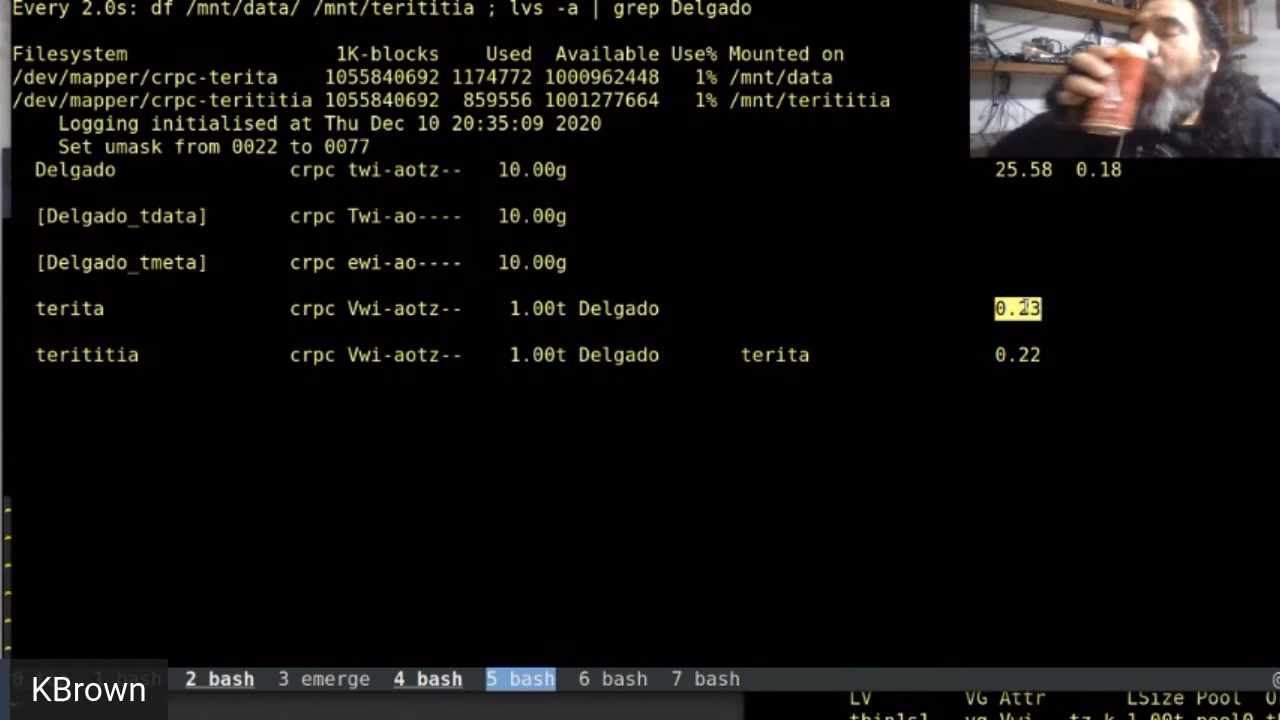 Every 2.0s: df /mnt/data/ /mnt/terititia ; lvs -a | grep Delgado
Filesystem 1K-blocks Used Available Use% Mounted on
/dev/mapper/crpc-terita 1055840692 1174772 1000962448 1% /mnt/data
/dev/mapper/crpc-terititia 1055840692 859556 1001277664 1% /mnt/terititia
Logging initialised at Thu Dec 10 20:35:09 2020
Set umask from 0022 to 0077
Delgado crpc twi-aotz-- 10.00g 25.58 0.18
[Delgado_tdata] crpc Twi-ao---- 10.00g
[Delgado_tmeta] crpc ewi-ao---- 10.00g
terita crpc Vwi-aotz-- 1.00t Delgado 0.23
terititia crpc Vwi-aotz-- 1.00t Delgado terita 0.22
2 bash 3 emerge 4 bash 5 bash 6 bash 7 bash
KBrown
LV VG Attr LSize Pool